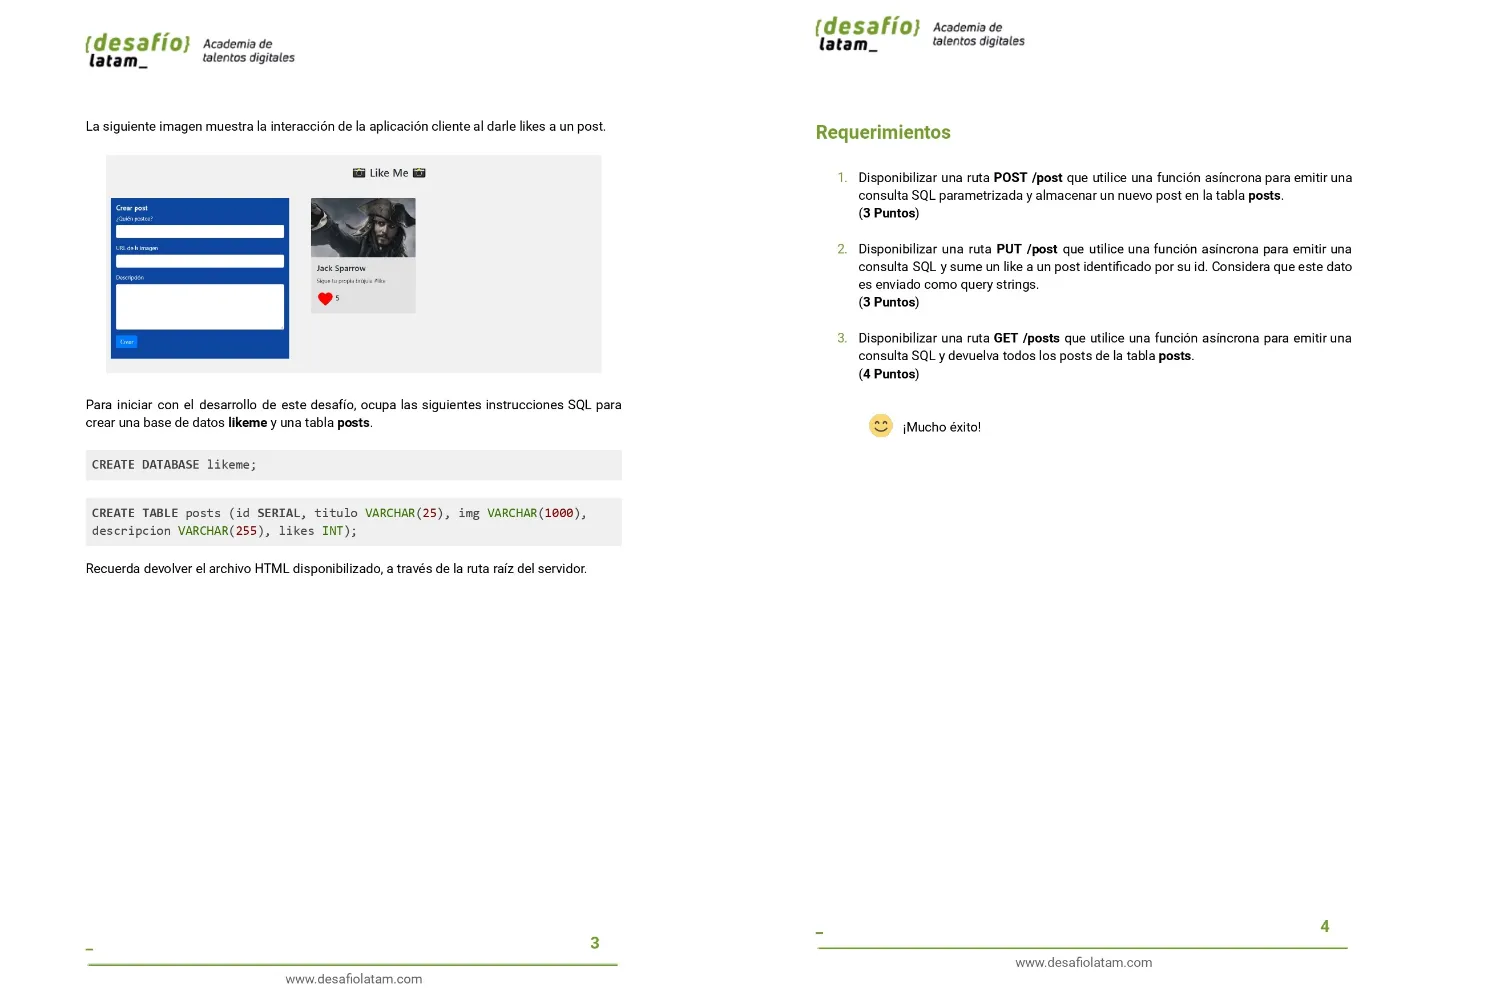 {desafío}
latam_
Academia de
talentos digitales
La siguiente imagen muestra la interacción de la aplicación cliente al darle likes a un post.
Like Me
Crear post
¿Quién postea?
URL de la imagen
Descripción
Crear
Jack Sparrow
Sigue tu propia brújula
5
Para iniciar con el desarrollo de este desafío, ocupa las siguientes instrucciones SQL para
crear una base de datos likeme y una tabla posts.
CREATE DATABASE likeme;
CREATE TABLE posts (id SERIAL, titulo VARCHAR(25), img VARCHAR(1000),
descripcion VARCHAR(255), likes INT);
Recuerda devolver el archivo HTML disponibilizado, a través de la ruta raíz del servidor.
_
3
www.desafiolatam.com
{desafío}
latam_
Academia de
talentos digitales
Requerimientos
1. Disponibilizar una ruta POST /post que utilice una función asíncrona para emitir una
consulta SQL parametrizada y almacenar un nuevo post en la tabla posts.
(3 Puntos)
2. Disponibilizar una ruta PUT /post que utilice una función asíncrona para emitir una
consulta SQL y sume un like a un post identificado por su id. Considera que este dato
es enviado como query strings.
(3 Puntos)
3. Disponibilizar una ruta GET /posts que utilice una función asíncrona para emitir una
consulta SQL y devuelva todos los posts de la tabla posts.
(4 Puntos)
¡Mucho éxito!
_
4
www.desafiolatam.com